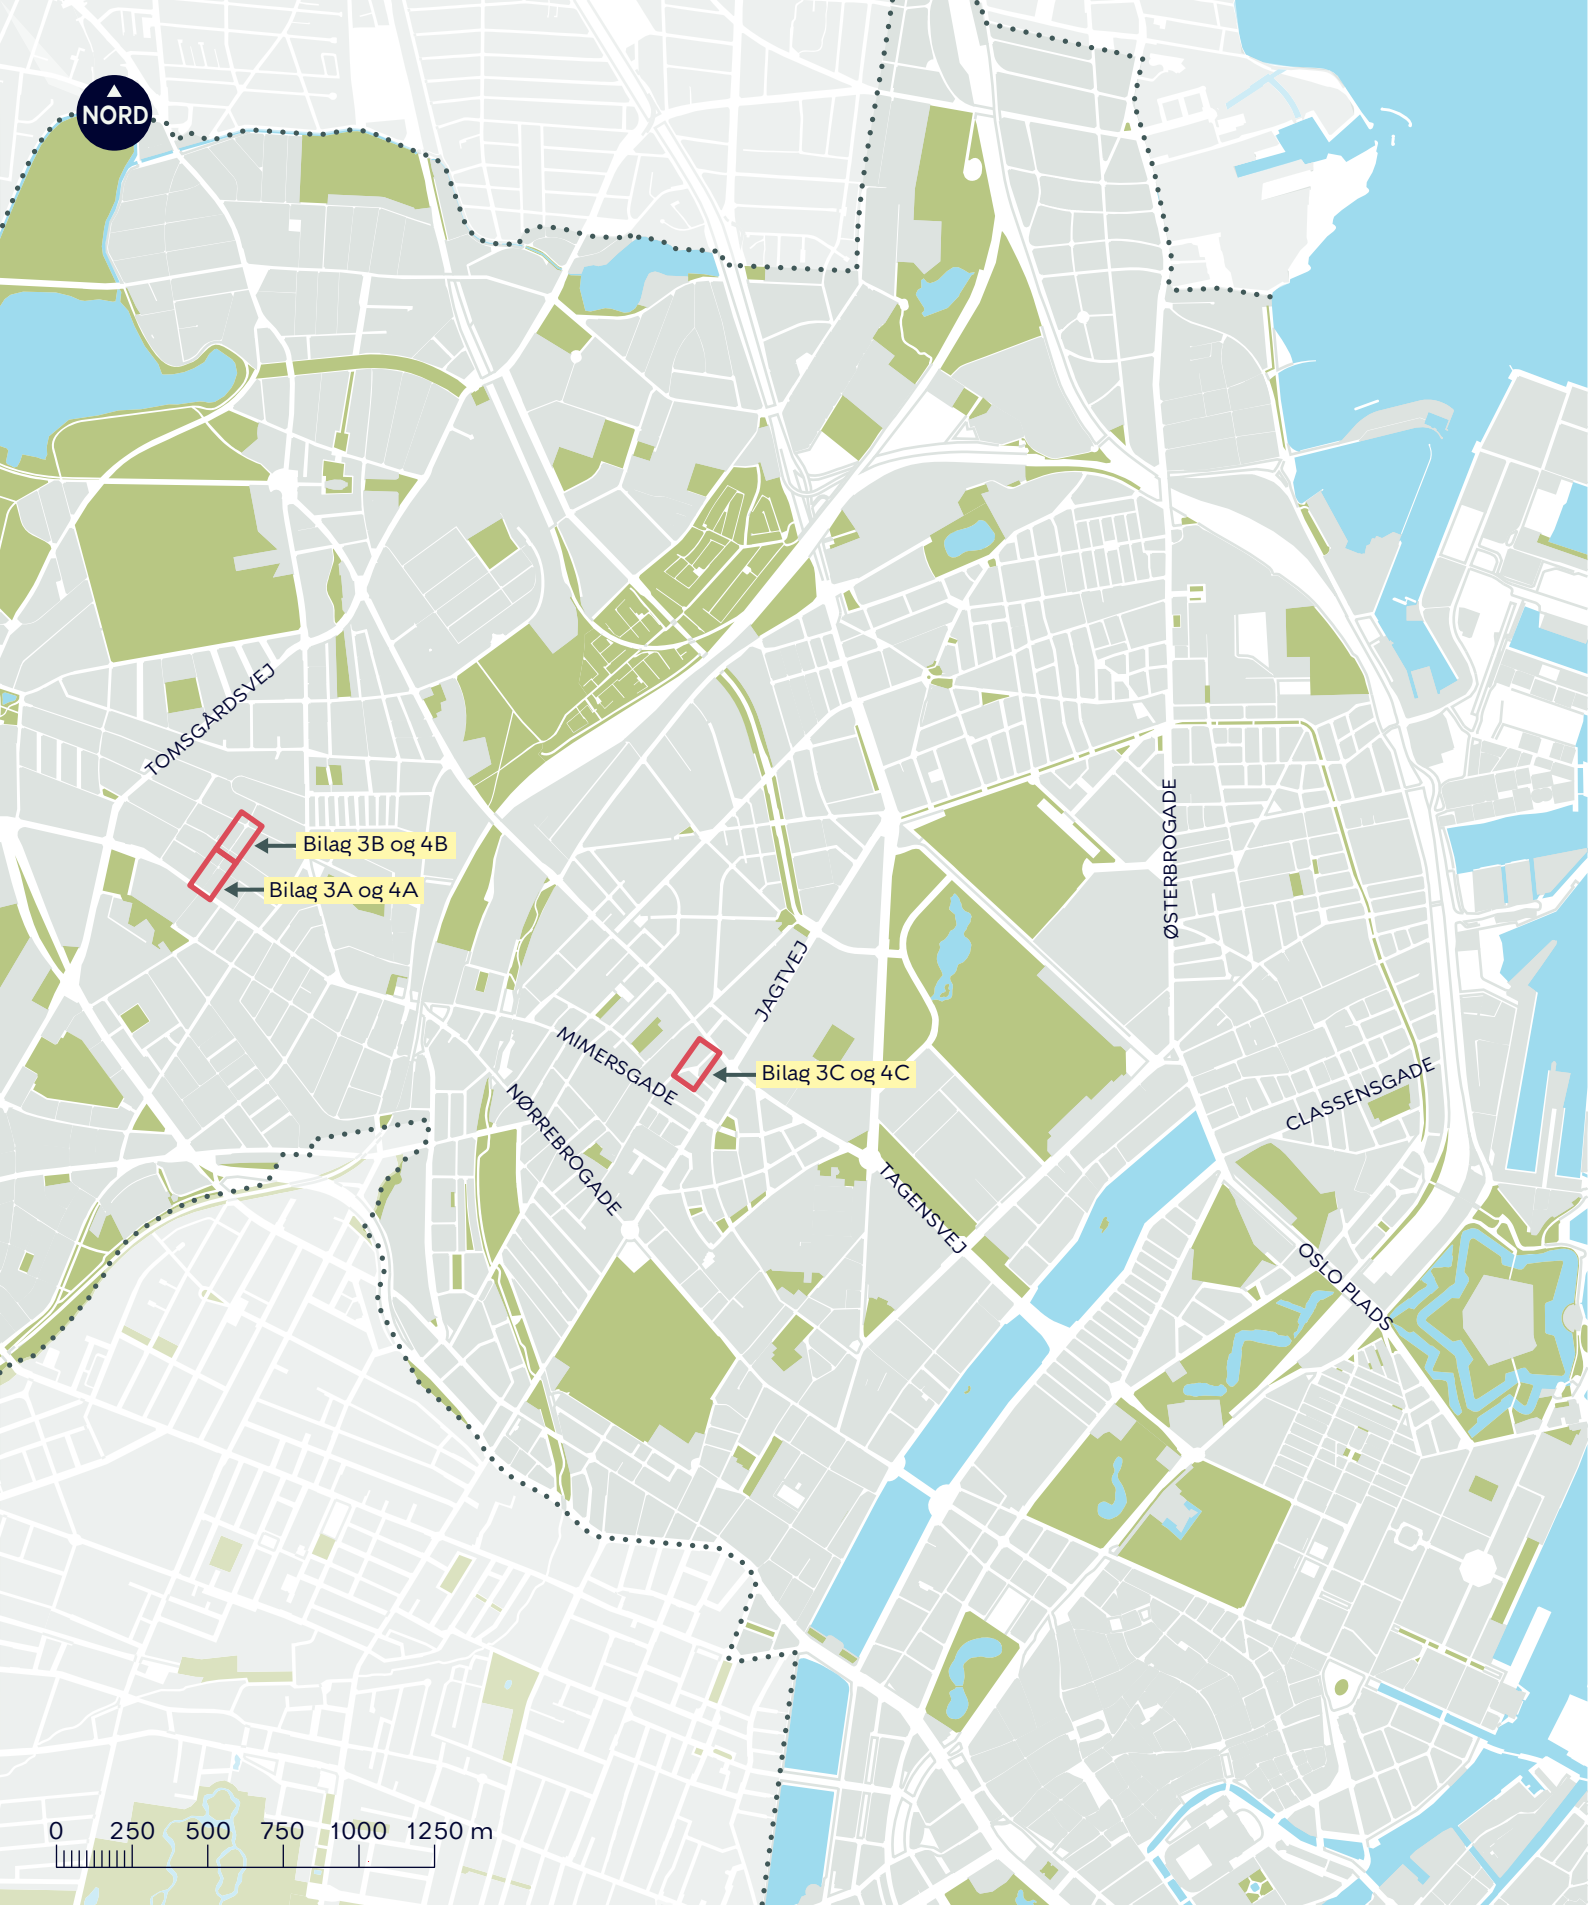 NORD
TOMSGÅRDSVEJ
ØSTERBROGADE
Bilag 3B og 4B
Bilag 3A og 4A
JAGTVEJ
MIMERSGADE
Bilag 3C og 4C
CLASSENSGADE
NØRREBROGADE
TAGENSVEJ
OSLO PLADS
0 250 500 750 1000 1250 m